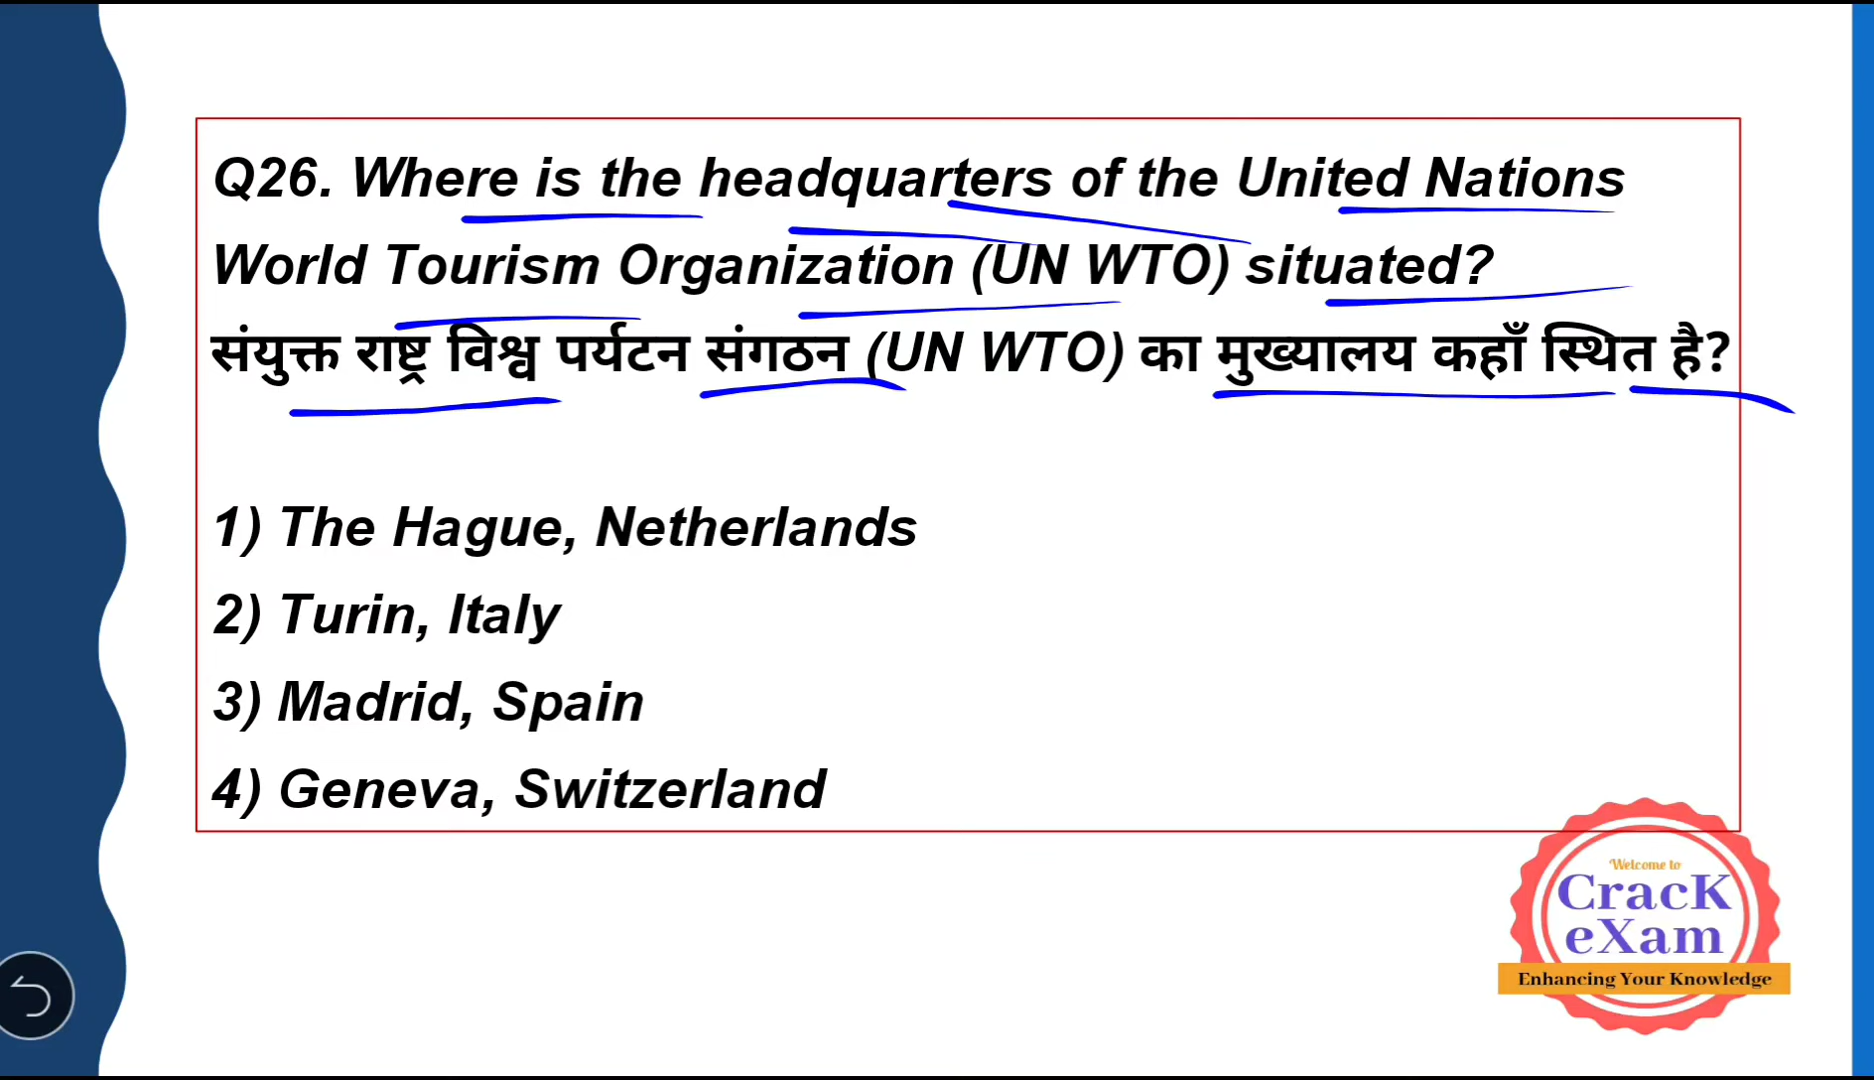 Q26. Where is the headquarters of the United Nations
World Tourism Organization (UN WTO) situated?
संयुक्त राष्ट्र विश्व पर्यटन संगठन (UN WTO) का मुख्यालय कहाँ स्थित है?
1) The Hague, Netherlands
2) Turin, Italy
3) Madrid, Spain
4) Geneva, Switzerland
Welcome to
CracK
eXam
Enhancing Your Knowledge